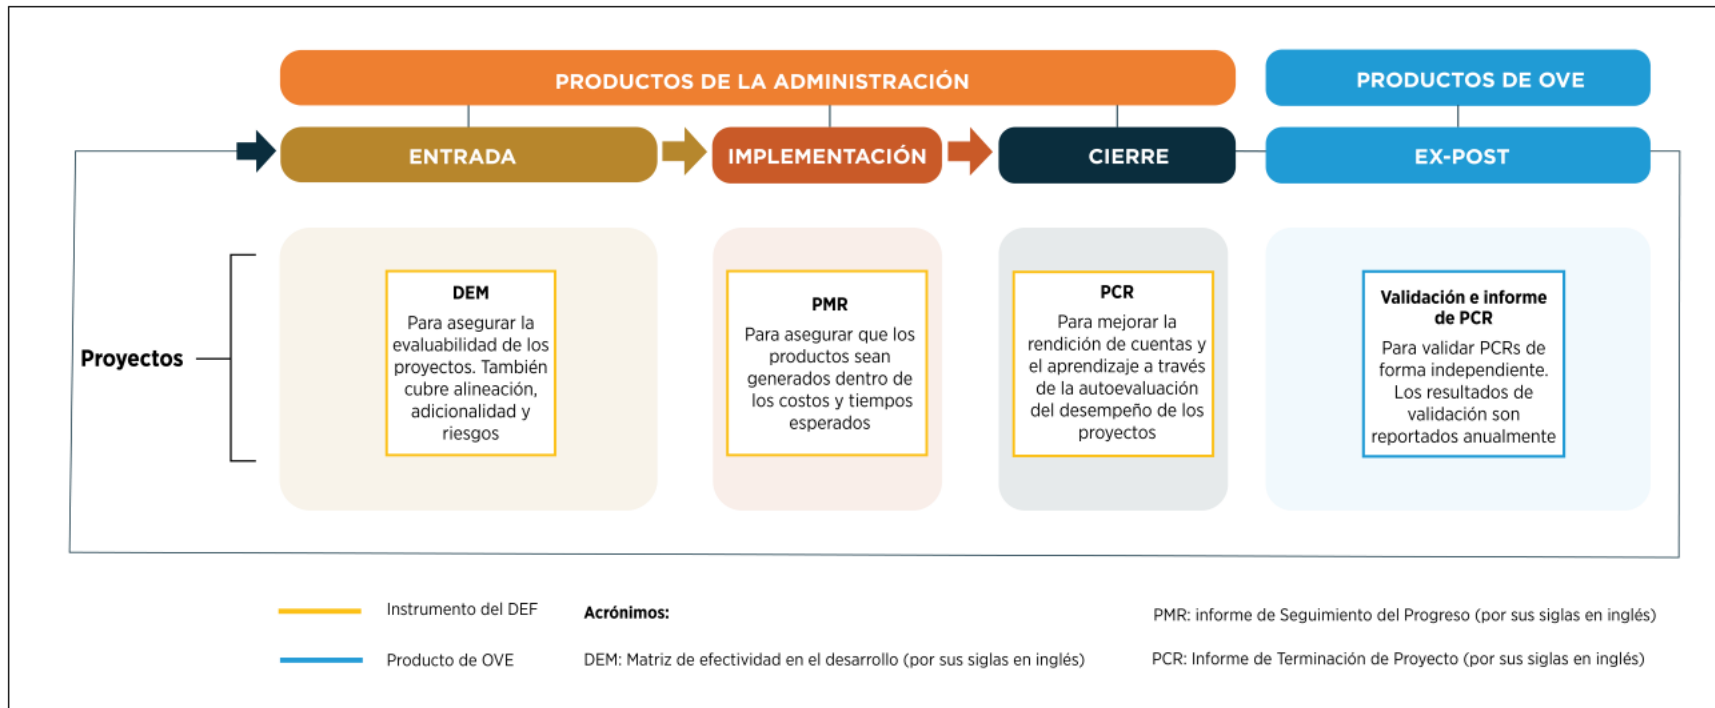 PRODUCTOS DE LA ADMINISTRACIÓN
PRODUCTOS DE OVE
ENTRADA
IMPLEMENTACIÓN
CIERRE
EX-POST
Proyectos
DEM
Para asegurar la
evaluabilidad de los
proyectos. También
cubre alineación,
adicionalidad y
riesgos
PMR
Para asegurar que los
productos sean
generados dentro de
los costos y tiempos
esperados
PCR
Para mejorar la
rendición de cuentas y
el aprendizaje a través
de la autoevaluación
del desempeño de los
proyectos
Validación e informe
de PCR
Para validar PCRs de
forma independiente.
Los resultados de
validación son
reportados anualmente
Instrumento del DEF
Producto de OVE
Acrónimos:
DEM: Matriz de efectividad en el desarrollo (por sus siglas en inglés)
PMR: informe de Seguimiento del Progreso (por sus siglas en inglés)
PCR: Informe de Terminación de Proyecto (por sus siglas en inglés)